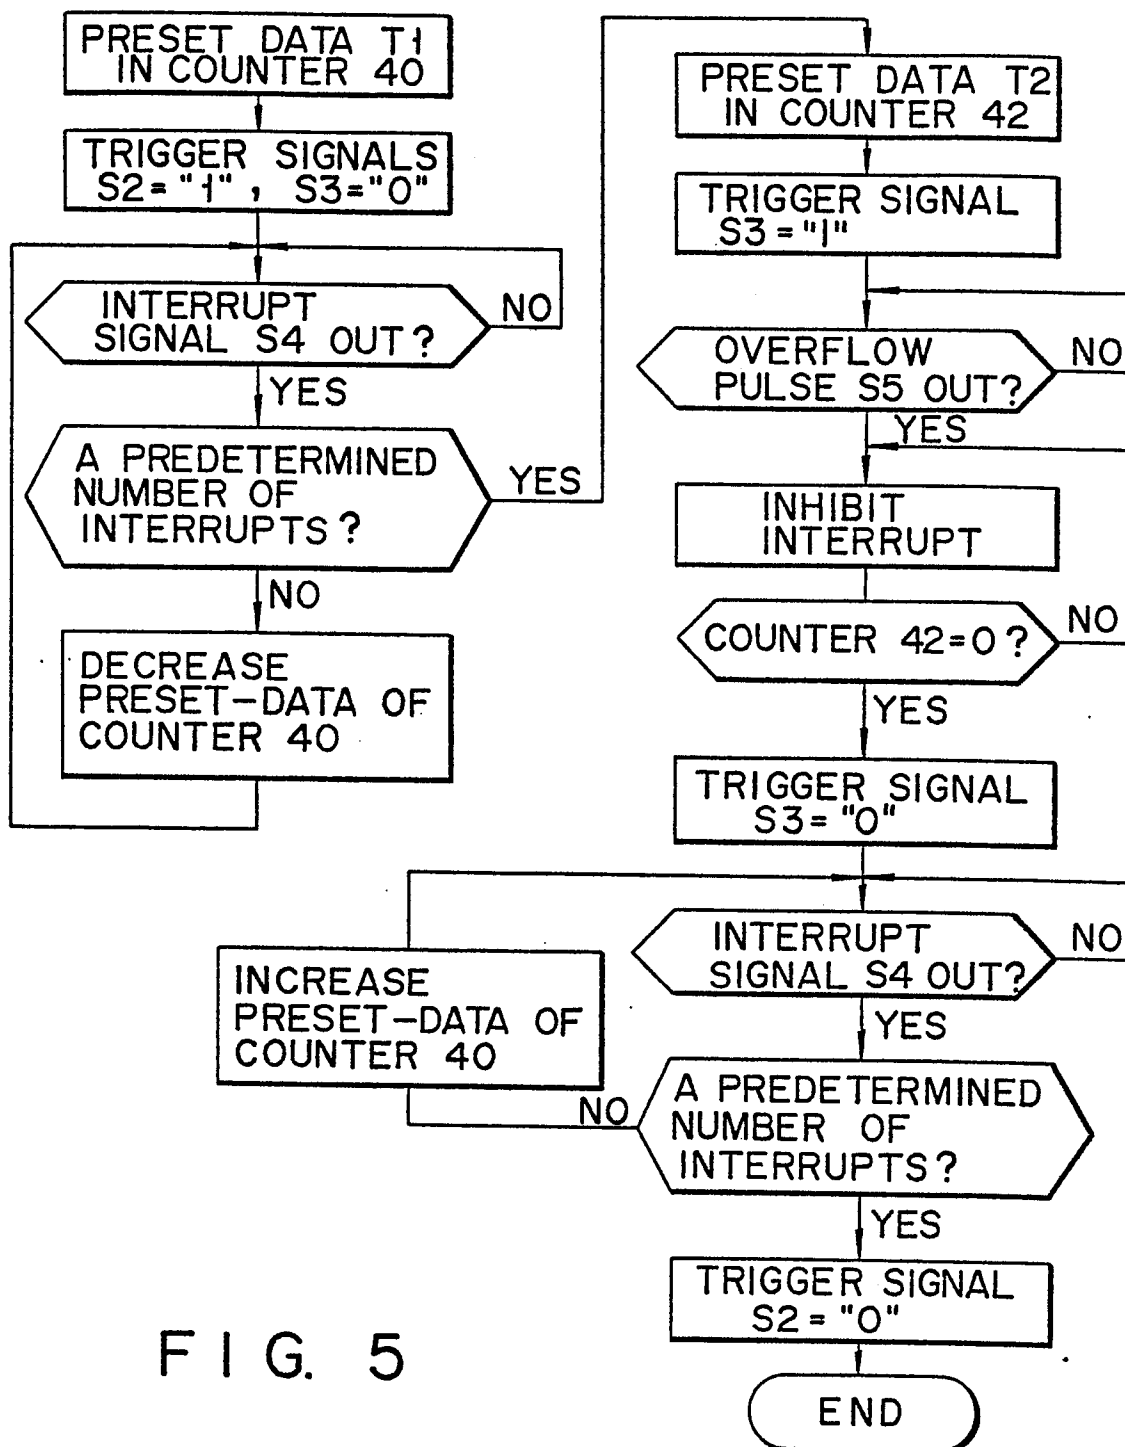 PRESET DATA T1
IN COUNTER 40
TRIGGER SIGNALS
S2="1", S3="0"
INTERRUPT
SIGNAL S4 OUT?
NO
YES
A PREDETERMINED
NUMBER OF
INTERRUPTS?
YES
NO
DECREASE
PRESET-DATA OF
COUNTER 40
PRESET DATA T2
IN COUNTER 42
TRIGGER SIGNAL
S3="1"
OVERFLOW
PULSE S5 OUT?
NO
YES
INHIBIT
INTERRUPT
COUNTER 42=0?
NO
YES
TRIGGER SIGNAL
S3="0"
INTERRUPT
SIGNAL S4 OUT?
NO
YES
INCREASE
PRESET-DATA OF
COUNTER 40
NO
A PREDETERMINED
NUMBER OF
INTERRUPTS?
YES
TRIGGER SIGNAL
S2="0"
END
FIG. 5